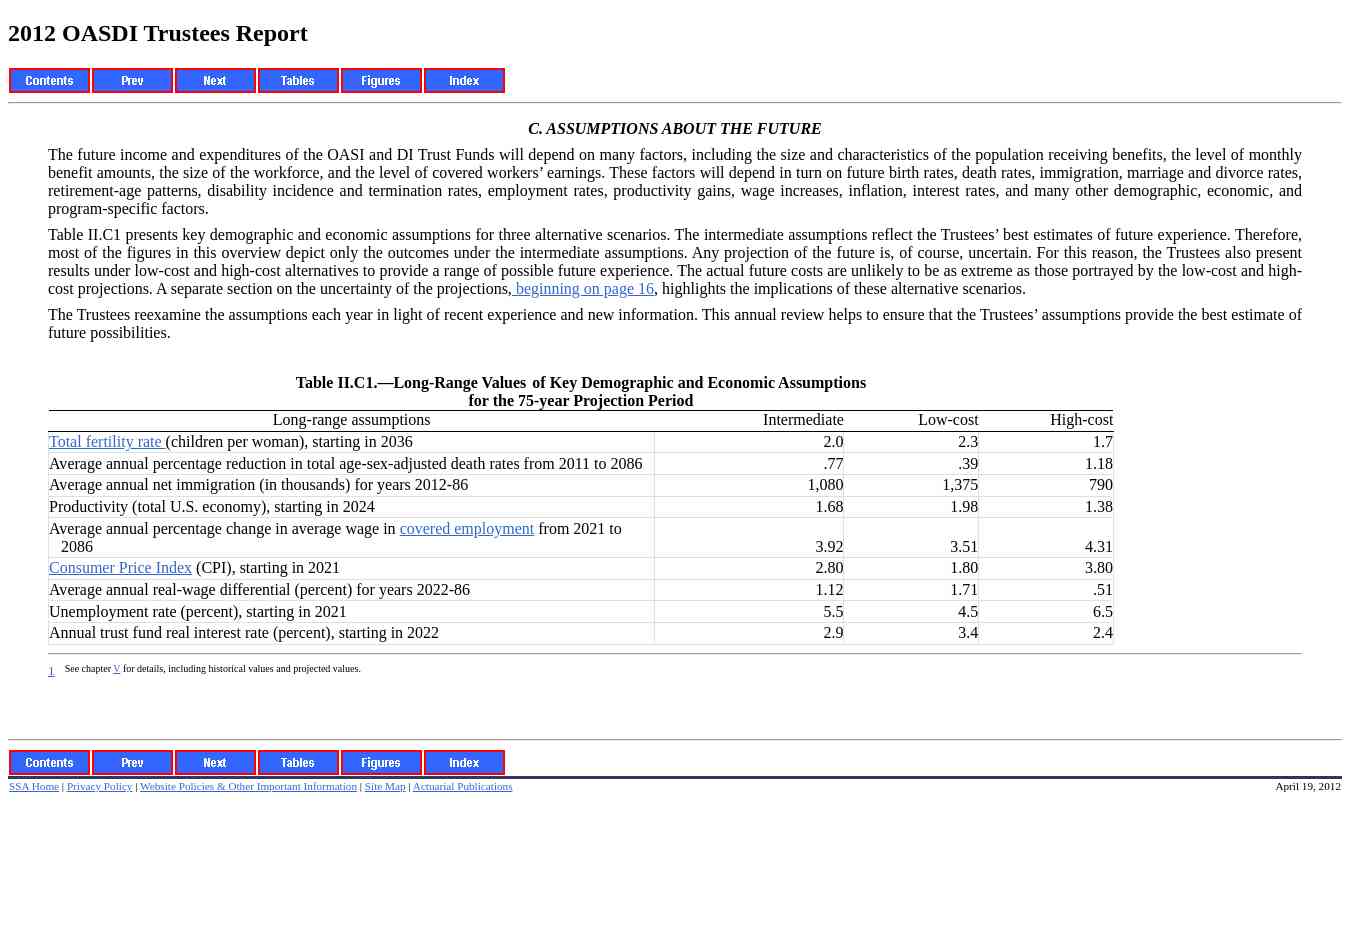 2012 OASDI Trustees Report
Contents Prev Next Tables Figures Index
C. ASSUMPTIONS ABOUT THE FUTURE
The future income and expenditures of the OASI and DI Trust Funds will depend on many factors, including the size and characteristics of the population receiving benefits, the level of monthly
benefit amounts, the size of the workforce, and the level of covered workers’ earnings. These factors will depend in turn on future birth rates, death rates, immigration, marriage and divorce rates,
retirement-age patterns, disability incidence and termination rates, employment rates, productivity gains, wage increases, inflation, interest rates, and many other demographic, economic, and
program-specific factors.
Table II.C1 presents key demographic and economic assumptions for three alternative scenarios. The intermediate assumptions reflect the Trustees’ best estimates of future experience. Therefore,
most of the figures in this overview depict only the outcomes under the intermediate assumptions. Any projection of the future is, of course, uncertain. For this reason, the Trustees also present
results under low-cost and high-cost alternatives to provide a range of possible future experience. The actual future costs are unlikely to be as extreme as those portrayed by the low-cost and high-
cost projections. A separate section on the uncertainty of the projections, beginning on page 16, highlights the implications of these alternative scenarios.
The Trustees reexamine the assumptions each year in light of recent experience and new information. This annual review helps to ensure that the Trustees’ assumptions provide the best estimate of
future possibilities.
Table II.C1.—Long-Range Values of Key Demographic and Economic Assumptions
for the 75-year Projection Period
Long-range assumptions Intermediate Low-cost High-cost
Total fertility rate (children per woman), starting in 2036 2.0 2.3 1.7
Average annual percentage reduction in total age-sex-adjusted death rates from 2011 to 2086 .77 .39 1.18
Average annual net immigration (in thousands) for years 2012-86 1,080 1,375 790
Productivity (total U.S. economy), starting in 2024 1.68 1.98 1.38
Average annual percentage change in average wage in covered employment from 2021 to
2086 3.92 3.51 4.31
Consumer Price Index (CPI), starting in 2021 2.80 1.80 3.80
Average annual real-wage differential (percent) for years 2022-86 1.12 1.71 .51
Unemployment rate (percent), starting in 2021 5.5 4.5 6.5
Annual trust fund real interest rate (percent), starting in 2022 2.9 3.4 2.4
1 See chapter V for details, including historical values and projected values.
Contents Prev Next Tables Figures Index
SSA Home | Privacy Policy | Website Policies & Other Important Information | Site Map | Actuarial Publications April 19, 2012